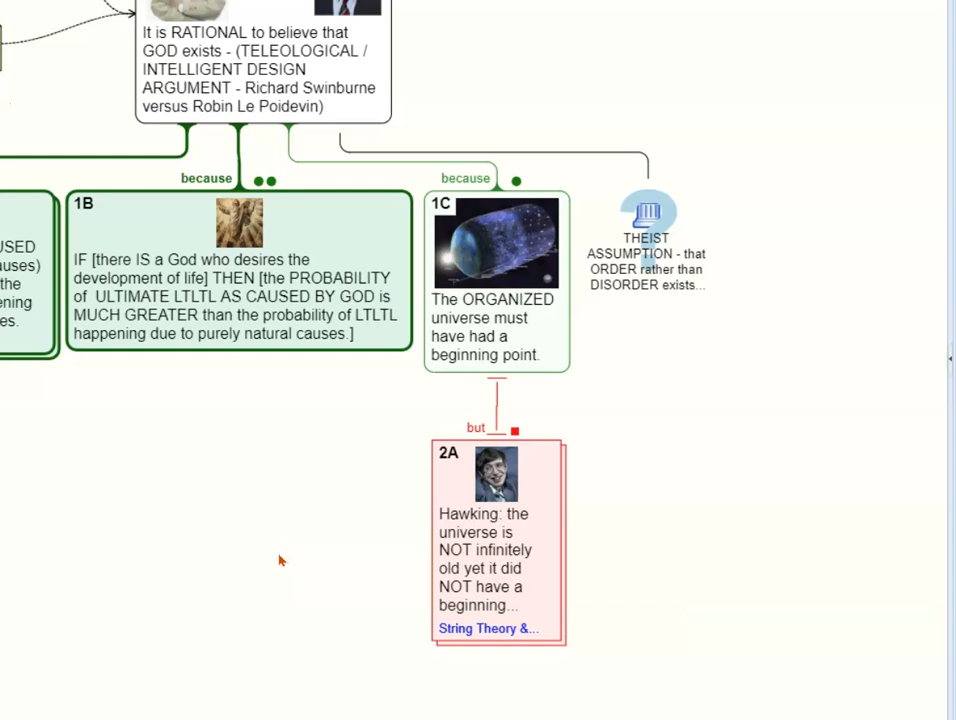 It is RATIONAL to believe that
GOD exists - (TELEOLOGICAL /
INTELLIGENT DESIGN
ARGUMENT - Richard Swinburne
versus Robin Le Poidevin)
because
because
USED
auses)
the
ening
es.
1B
IF [there IS a God who desires the
development of life] THEN [the PROBABILITY
of ULTIMATE LTLTL AS CAUSED BY GOD is
MUCH GREATER than the probability of LTLTL
happening due to purely natural causes.]
1C
The ORGANIZED
universe must
have had a
beginning point.
?
THEIST
ASSUMPTION - that
ORDER rather than
DISORDER exists...
but
2A
Hawking: the
universe is
NOT infinitely
old yet it did
NOT have a
beginning...
String Theory &...